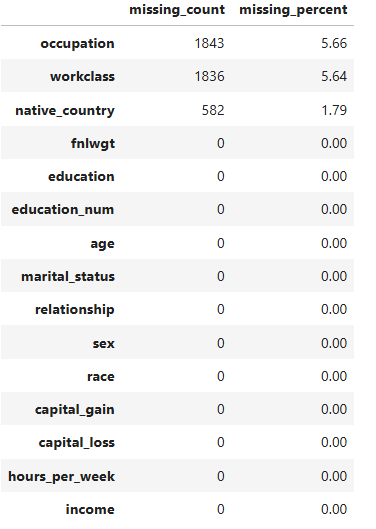 missing_count missing_percent
occupation 1843 5.66
workclass 1836 5.64
native_country 582 1.79
fnlwgt 0 0.00
education 0 0.00
education_num 0 0.00
age 0 0.00
marital_status 0 0.00
relationship 0 0.00
sex 0 0.00
race 0 0.00
capital_gain 0 0.00
capital_loss 0 0.00
hours_per_week 0 0.00
income 0 0.00